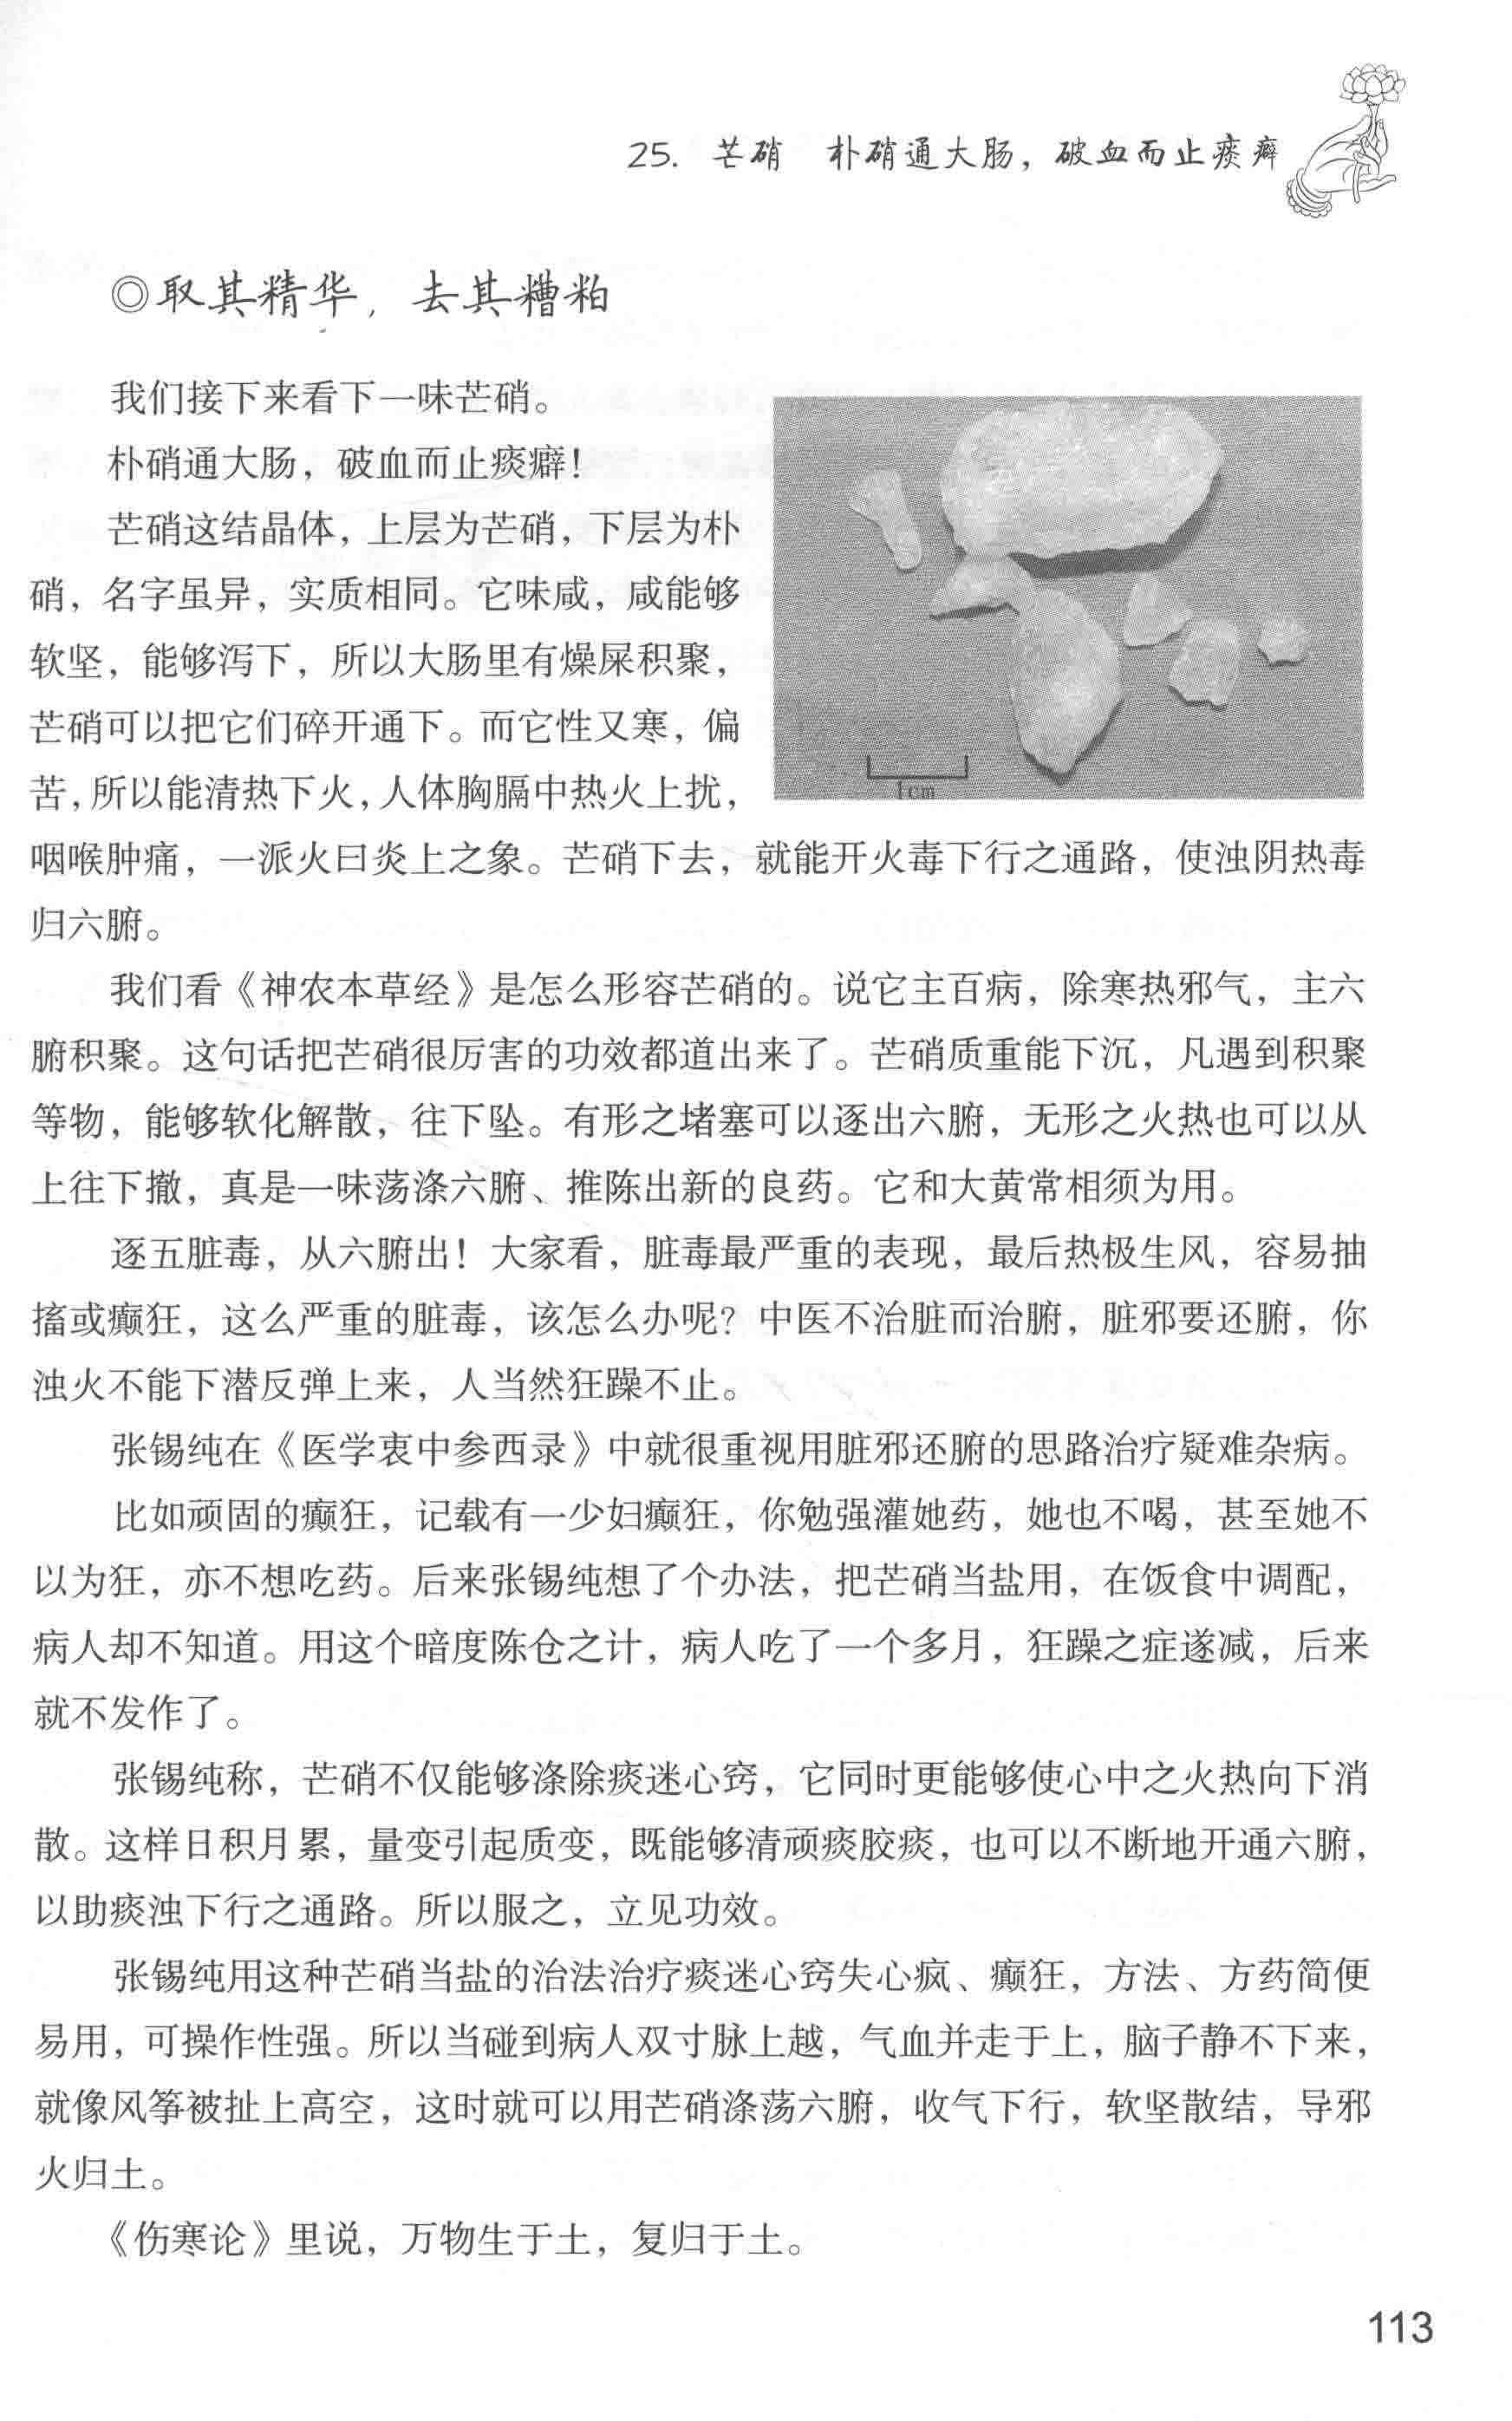 25. 芒硝　朴硝通大肠，破血而止痰癖
◎取其精华，去其糟粕
我们接下来看下一味芒硝。
朴硝通大肠，破血而止痰癖！
芒硝这结晶体，上层为芒硝，下层为朴
硝，名字虽异，实质相同。它味咸，咸能够
软坚，能够泻下，所以大肠里有燥屎积聚，
芒硝可以把它们碎开通下。而它性又寒，偏
苦，所以能清热下火，人体胸膈中热火上扰，
1cm
咽喉肿痛，一派火曰炎上之象。芒硝下去，就能开火毒下行之通路，使浊阴热毒
归六腑。
我们看《神农本草经》是怎么形容芒硝的。说它主百病，除寒热邪气，主六
腑积聚。这句话把芒硝很厉害的功效都道出来了。芒硝质重能下沉，凡遇到积聚
等物，能够软化解散，往下坠。有形之堵塞可以逐出六腑，无形之火热也可以从
上往下撤，真是一味荡涤六腑、推陈出新的良药。它和大黄常相须为用。
逐五脏毒，从六腑出！大家看，脏毒最严重的表现，最后热极生风，容易抽
搐或癫狂，这么严重的脏毒，该怎么办呢？中医不治脏而治腑，脏邪要还腑，你
浊火不能下潜反弹上来，人当然狂躁不止。
张锡纯在《医学衷中参西录》中就很重视用脏邪还腑的思路治疗疑难杂病。
比如顽固的癫狂，记载有一少妇癫狂，你勉强灌她药，她也不喝，甚至她不
以为狂，亦不想吃药。后来张锡纯想了个办法，把芒硝当盐用，在饭食中调配，
病人却不知道。用这个暗度陈仓之计，病人吃了一个多月，狂躁之症遂减，后来
就不发作了。
张锡纯称，芒硝不仅能够涤除痰迷心窍，它同时更能够使心中之火热向下消
散。这样日积月累，量变引起质变，既能够清顽痰胶痰，也可以不断地开通六腑，
以助痰浊下行之通路。所以服之，立见功效。
张锡纯用这种芒硝当盐的治法治疗痰迷心窍失心疯、癫狂，方法、方药简便
易用，可操作性强。所以当碰到病人双寸脉上越，气血并走于上，脑子静不下来，
就像风筝被扯上高空，这时就可以用芒硝涤荡六腑，收气下行，软坚散结，导邪
火归土。
《伤寒论》里说，万物生于土，复归于土。
113